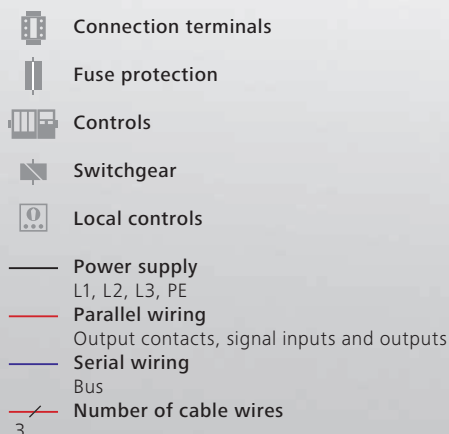 Connection terminals
Fuse protection
Controls
Switchgear
Local controls
Power supply
L1, L2, L3, PE
Parallel wiring
Output contacts, signal inputs and outputs
Serial wiring
Bus
Number of cable wires
3